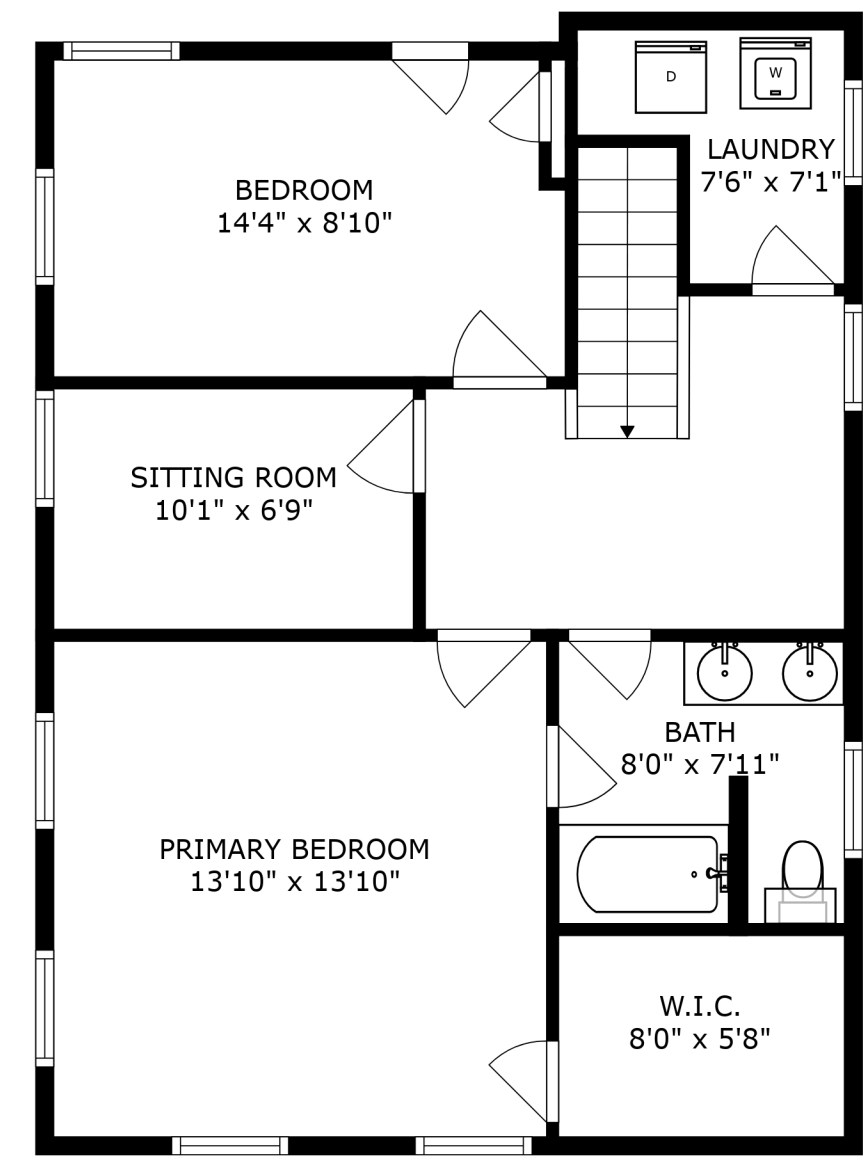 D
W
LAUNDRY
7'6" x 7'1"
BEDROOM
14'4" x 8'10"
SITTING ROOM
10'1" x 6'9"
BATH
8'0" x 7'11"
PRIMARY BEDROOM
13'10" x 13'10"
W.I.C.
8'0" x 5'8"